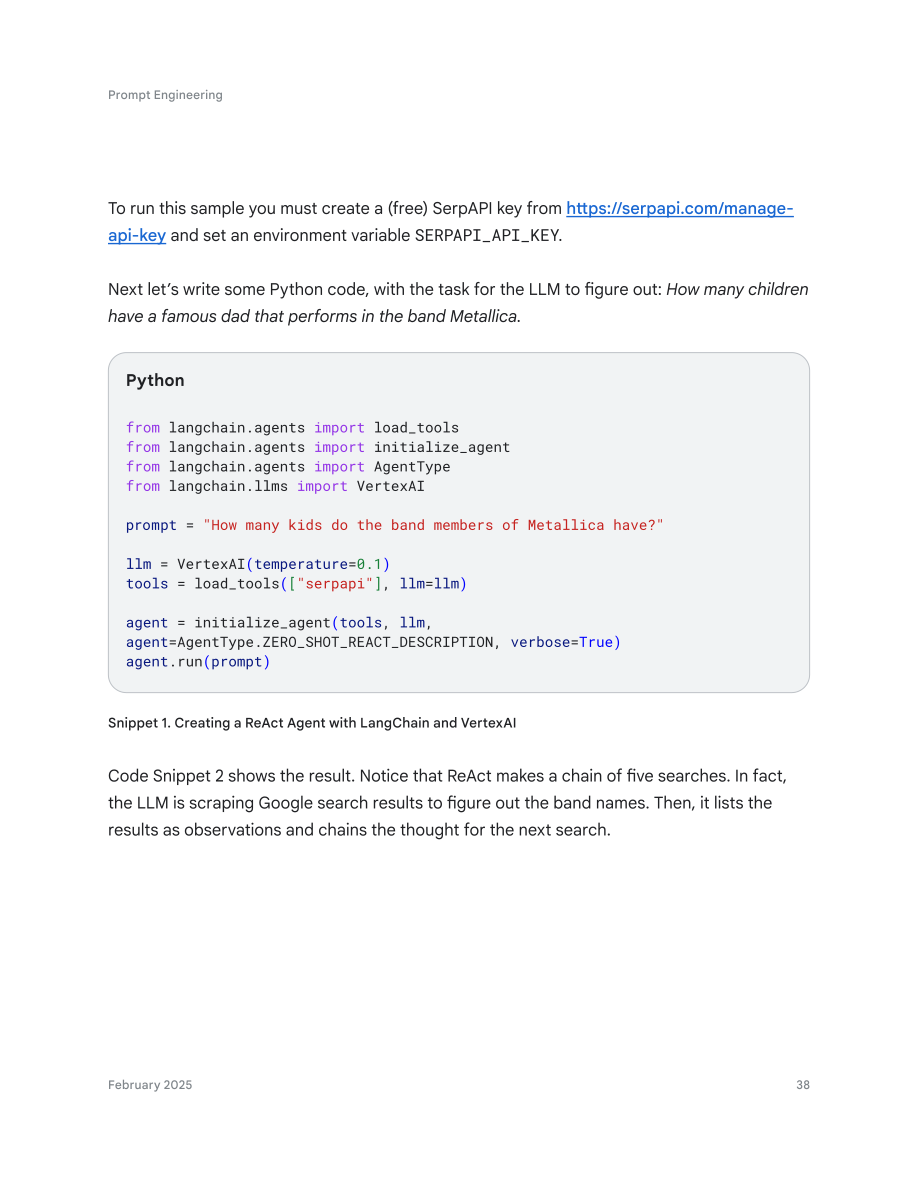 Prompt Engineering
To run this sample you must create a (free) SerpAPI key from https://serpapi.com/manage-
api-key and set an environment variable SERPAPI_API_KEY.
Next let’s write some Python code, with the task for the LLM to figure out: How many children
have a famous dad that performs in the band Metallica.
Python
from langchain.agents import load_tools
from langchain.agents import initialize_agent
from langchain.agents import AgentType
from langchain.llms import VertexAI
prompt = "How many kids do the band members of Metallica have?"
llm = VertexAI(temperature=0.1)
tools = load_tools(["serpapi"], llm=llm)
agent = initialize_agent(tools, llm,
agent=AgentType.ZERO_SHOT_REACT_DESCRIPTION, verbose=True)
agent.run(prompt)
Snippet 1. Creating a ReAct Agent with LangChain and VertexAI
Code Snippet 2 shows the result. Notice that ReAct makes a chain of five searches. In fact,
the LLM is scraping Google search results to figure out the band names. Then, it lists the
results as observations and chains the thought for the next search.
February 2025
38